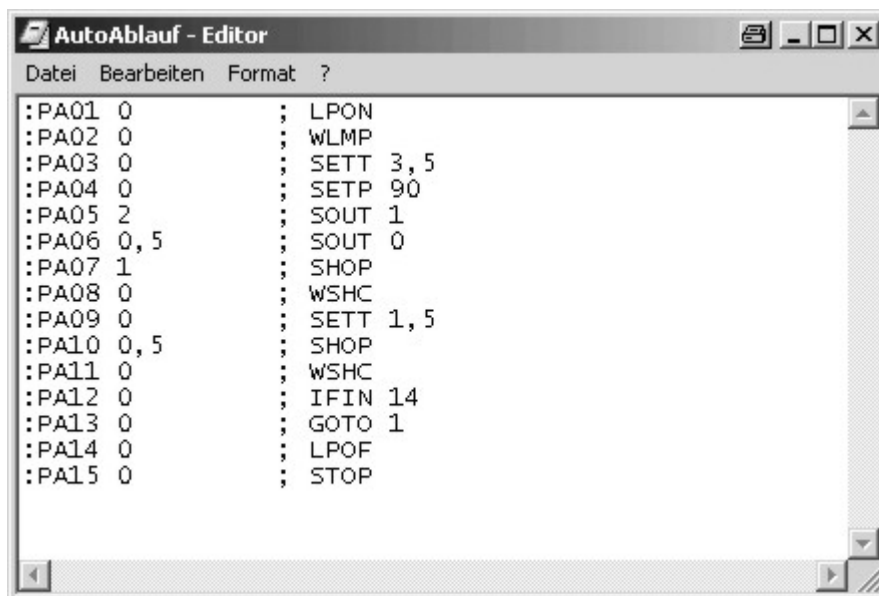 AutoAblauf - Editor
Datei Bearbeiten Format ?
:PA01 0 ; LPON
:PA02 0 ; WLMP
:PA03 0 ; SETT 3,5
:PA04 0 ; SETP 90
:PA05 2 ; SOUT 1
:PA06 0,5 ; SOUT 0
:PA07 1 ; SHOP
:PA08 0 ; WSHC
:PA09 0 ; SETT 1,5
:PA10 0,5 ; SHOP
:PA11 0 ; WSHC
:PA12 0 ; IFIN 14
:PA13 0 ; GOTO 1
:PA14 0 ; LPOF
:PA15 0 ; STOP